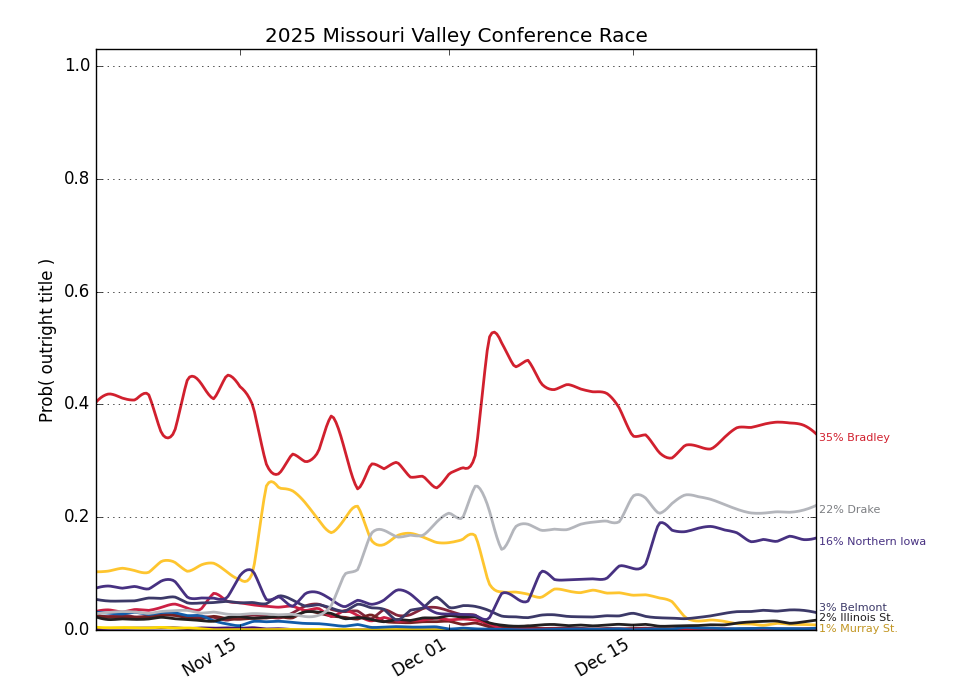 2025 Missouri Valley Conference Race
Prob( outright title )
1.0
0.8
0.6
0.4
0.2
0.0
Nov 15
Dec 01
Dec 15
35% Bradley
22% Drake
16% Northern Iowa
3% Belmont
2% Illinois St.
1% Murray St.